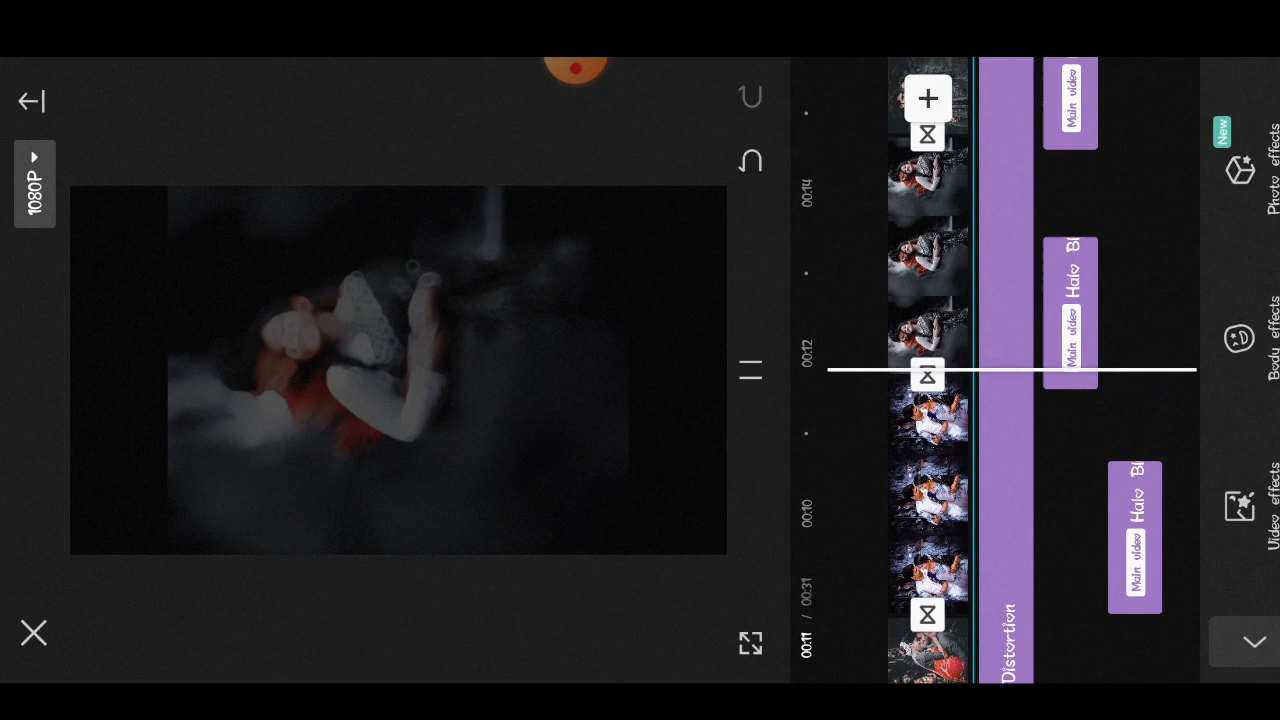 1080P
00:11 / 00:31
00:10
00:12
00:14
Distortion
Main video Halo Bl
Main video Halo Bl
Main video
Video effects
Body effects
Photo effects
New